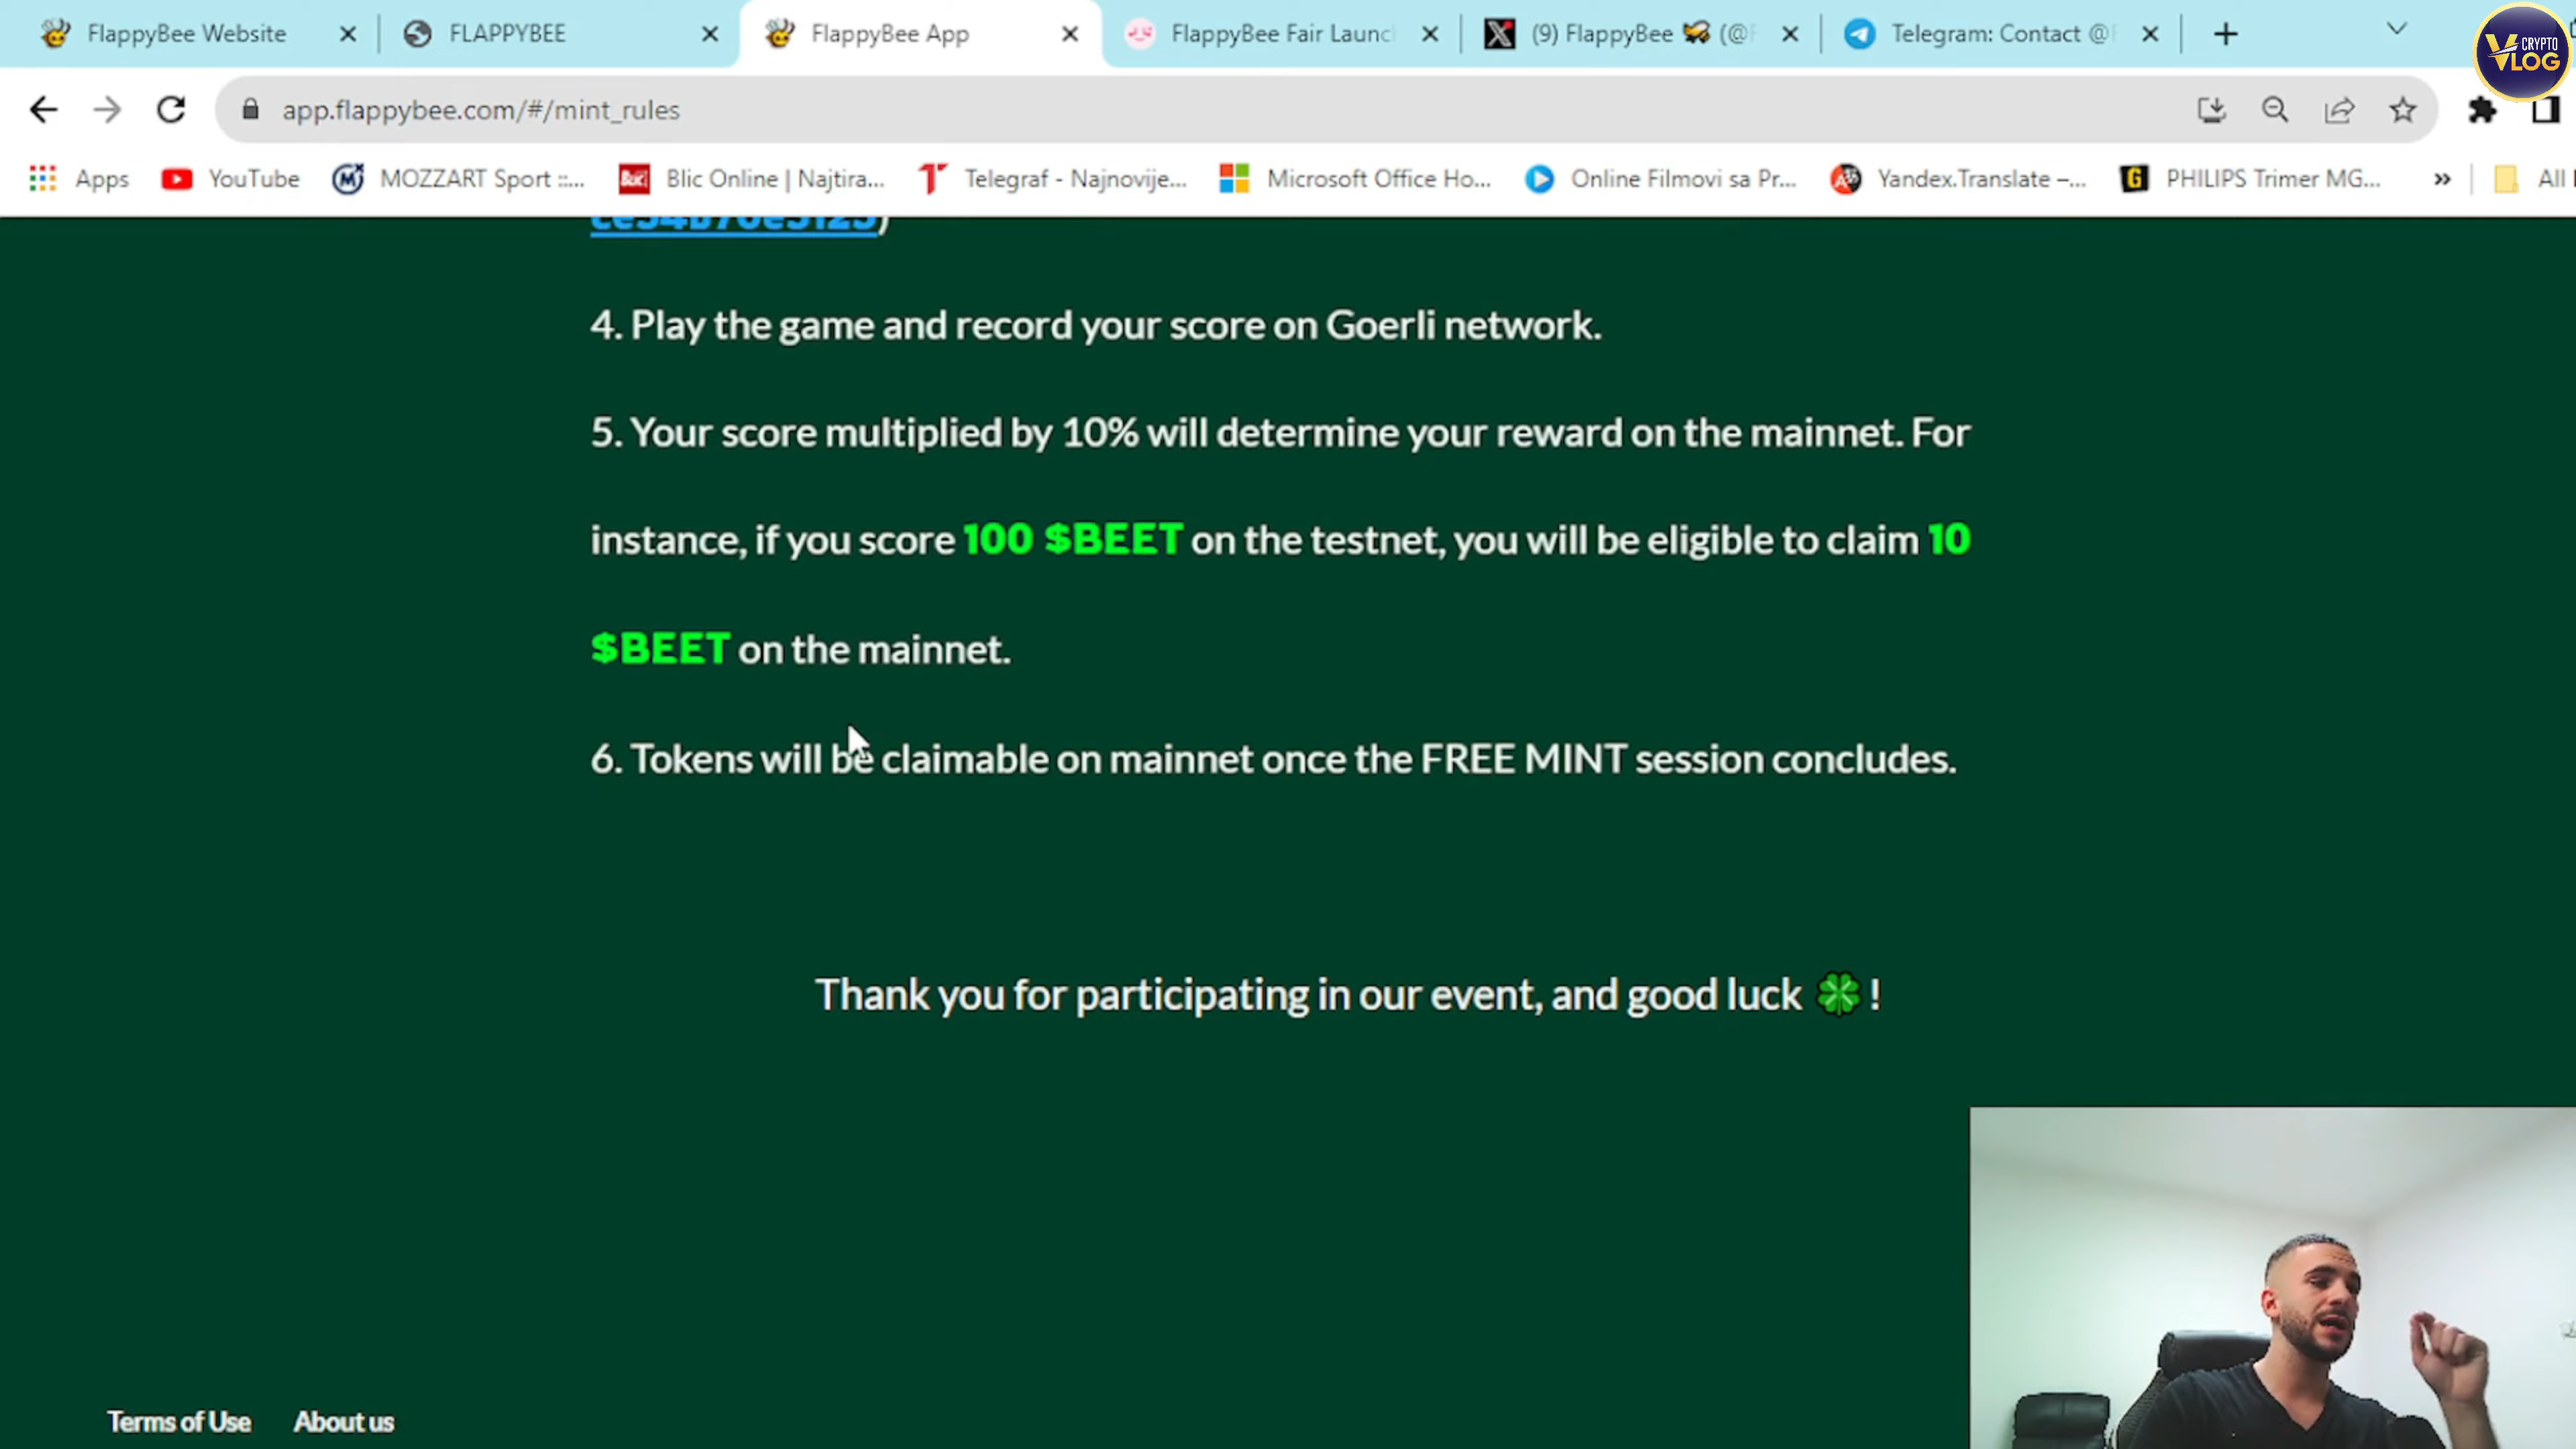 FlappyBee Website
FLAPPYBEE
FlappyBee App
FlappyBee Fair Launc
(9) FlappyBee 🐝 (@F
Telegram: Contact @F
CRYPTO
VLOG
app.flappybee.com/#/mint_rules
Apps
YouTube
MOZZART Sport ::...
Blic Online | Najtira...
Telegraf - Najnovije...
Microsoft Office Ho...
Online Filmovi sa Pr...
Yandex.Translate –...
PHILIPS Trimer MG...
»
All
ce54b70e5125)
4. Play the game and record your score on Goerli network.
5. Your score multiplied by 10% will determine your reward on the mainnet. For
instance, if you score 100 $BEET on the testnet, you will be eligible to claim 10
$BEET on the mainnet.
6. Tokens will be claimable on mainnet once the FREE MINT session concludes.
Thank you for participating in our event, and good luck 🍀!
Terms of Use
About us